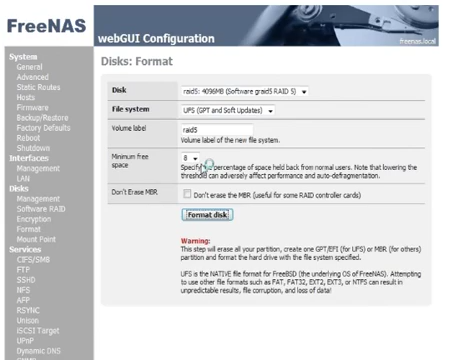 FreeNAS
webGUI Configuration
freenas.local
System
General
Advanced
Static Routes
Hosts
Firmware
Backup/Restore
Factory Defaults
Reboot
Shutdown
Interfaces
Management
LAN
Disks
Management
Software RAID
Encryption
Format
Mount Point
Services
CIFS/SMB
FTP
SSHD
NFS
AFP
RSYNC
Unison
iSCSI Target
UPnP
Dynamic DNS
Disks: Format
Disk
raid5: 4096MB (Software graid5 RAID 5)
File system
UFS (GPT and Soft Updates)
Volume label
raid5
Volume label of the new file system.
Minimum free
space
8
percentage of space held back from normal users. Note that lowering the
threshold can adversely affect performance and auto-defragmentation.
Don't Erase MBR
Don't erase the MBR (useful for some RAID controller cards)
Format disk
Warning:
This step will erase all your partition, create one GPT/EFI (for UFS) or MBR (for others)
partition and format the hard drive with the file system specified.
UFS is the NATIVE file format for FreeBSD (the underlying OS of FreeNAS). Attempting
to use other file formats such as FAT, FAT32, EXT2, EXT3, or NTFS can result in
unpredictable results, file corruption, and loss of data!